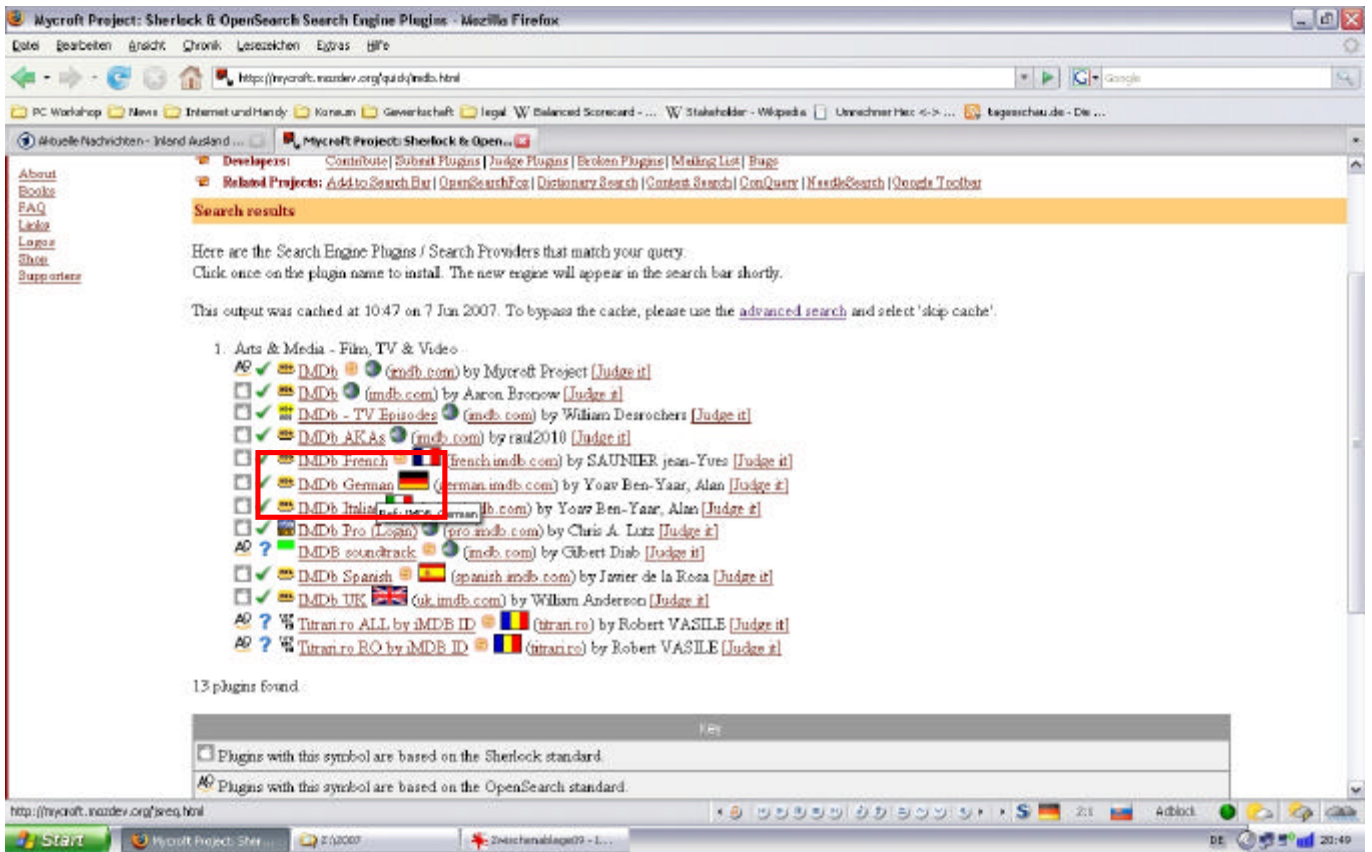 Mycroft Project: Sherlock & OpenSearch Search Engine Plugins - Mozilla Firefox
Datei Bearbeiten Ansicht Chronik Lesezeichen Extras Hilfe
http://mycroft.mozdev.org/quick/imdb.html
Google
PC Workshop News Internet und Handy Konsum Gewerkschaft legal Balanced Scorecard - ... Stakeholder - Wikipedia Umrechner Hex <-> ... tagesschau.de - Die ...
Aktuelle Nachrichten - Inland Ausland ... Mycroft Project: Sherlock & Open...
Developers: Contribute | Submit Plugins | Judge Plugins | Broken Plugins | Mailing List | Bugs
Related Projects: Add to Search Bar | OpenSearchFox | Dictionary Search | Context Search | ConQuery | NeedleSearch | Google Toolbar
About
Books
FAQ
Links
Logos
Shop
Supporters
Search results
Here are the Search Engine Plugins / Search Providers that match your query.
Click once on the plugin name to install. The new engine will appear in the search bar shortly.
This output was cached at 10:47 on 7 Jun 2007. To bypass the cache, please use the advanced search and select 'skip cache'.
1. Arts & Media - Film, TV & Video
IMDb (imdb.com) by Mycroft Project [Judge it]
IMDb (imdb.com) by Aaron Bronow [Judge it]
IMDb - TV Episodes (imdb.com) by William Desrochers [Judge it]
IMDb AKAs (imdb.com) by raul2010 [Judge it]
IMDb French (french.imdb.com) by SAUNIER jean-Yves [Judge it]
IMDb German (german.imdb.com) by Yoav Ben-Yaar, Alan [Judge it]
IMDb Italian db.com) by Yoav Ben-Yaar, Alan [Judge it]
Ref: IMDB German
IMDb Pro (Login) (pro.imdb.com) by Chris A. Lutz [Judge it]
IMDB soundtrack (imdb.com) by Gilbert Diab [Judge it]
IMDb Spanish (spanish.imdb.com) by Javier de la Rosa [Judge it]
IMDb UK (uk.imdb.com) by William Anderson [Judge it]
Titrari.ro ALL by iMDB ID (titrari.ro) by Robert VASILE [Judge it]
Titrari.ro RO by iMDB ID (titrari.ro) by Robert VASILE [Judge it]
13 plugins found.
Key
Plugins with this symbol are based on the Sherlock standard.
Plugins with this symbol are based on the OpenSearch standard.
http://mycroft.mozdev.org/jsreq.html
2:1 Adblock
Start Mycroft Project: Sher... Z:\2007 Zwischenablage09 - I...
DE 20:49